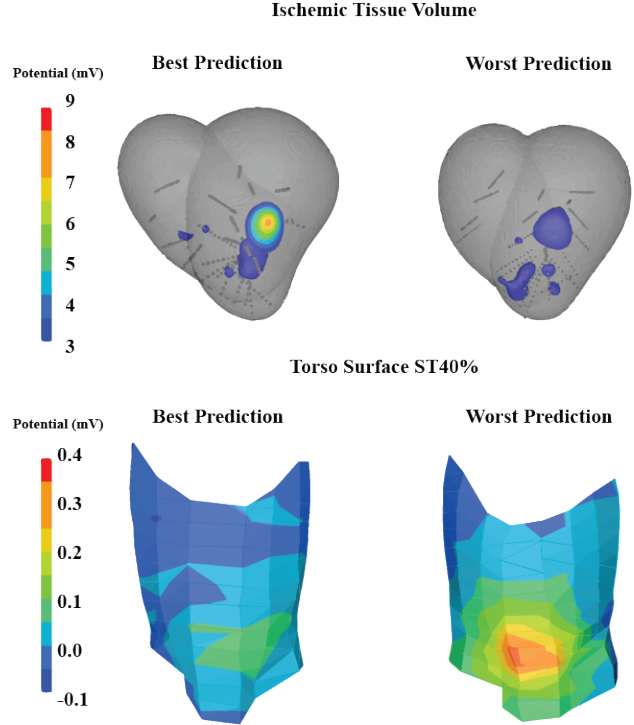 Ischemic Tissue Volume
Best Prediction
Worst Prediction
Potential (mV)
9
8
7
6
5
4
3
Torso Surface ST40%
Best Prediction
Worst Prediction
Potential (mV)
0.4
0.3
0.2
0.1
0.0
-0.1